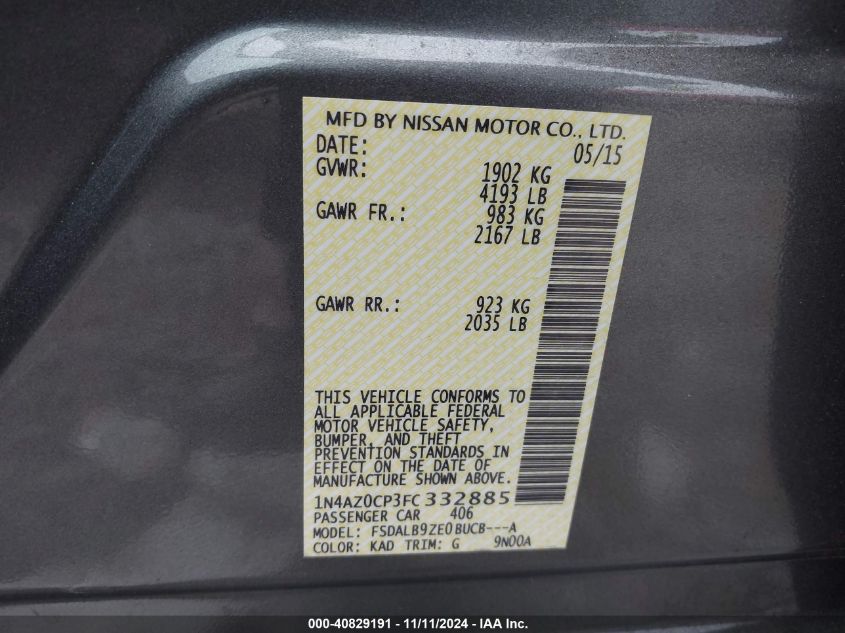 MFD BY NISSAN MOTOR CO., LTD.
DATE: 05/15
GVWR: 1902 KG
4193 LB
GAWR FR.: 983 KG
2167 LB
GAWR RR.: 923 KG
2035 LB
THIS VEHICLE CONFORMS TO
ALL APPLICABLE FEDERAL
MOTOR VEHICLE SAFETY,
BUMPER, AND THEFT
PREVENTION STANDARDS IN
EFFECT ON THE DATE OF
MANUFACTURE SHOWN ABOVE.
1N4AZ0CP3FC332885
PASSENGER CAR 406
MODEL: FSDALB9ZE0BUCB---A
COLOR: KAD TRIM: G 9N00A
000-40829191 - 11/11/2024 - IAA Inc.